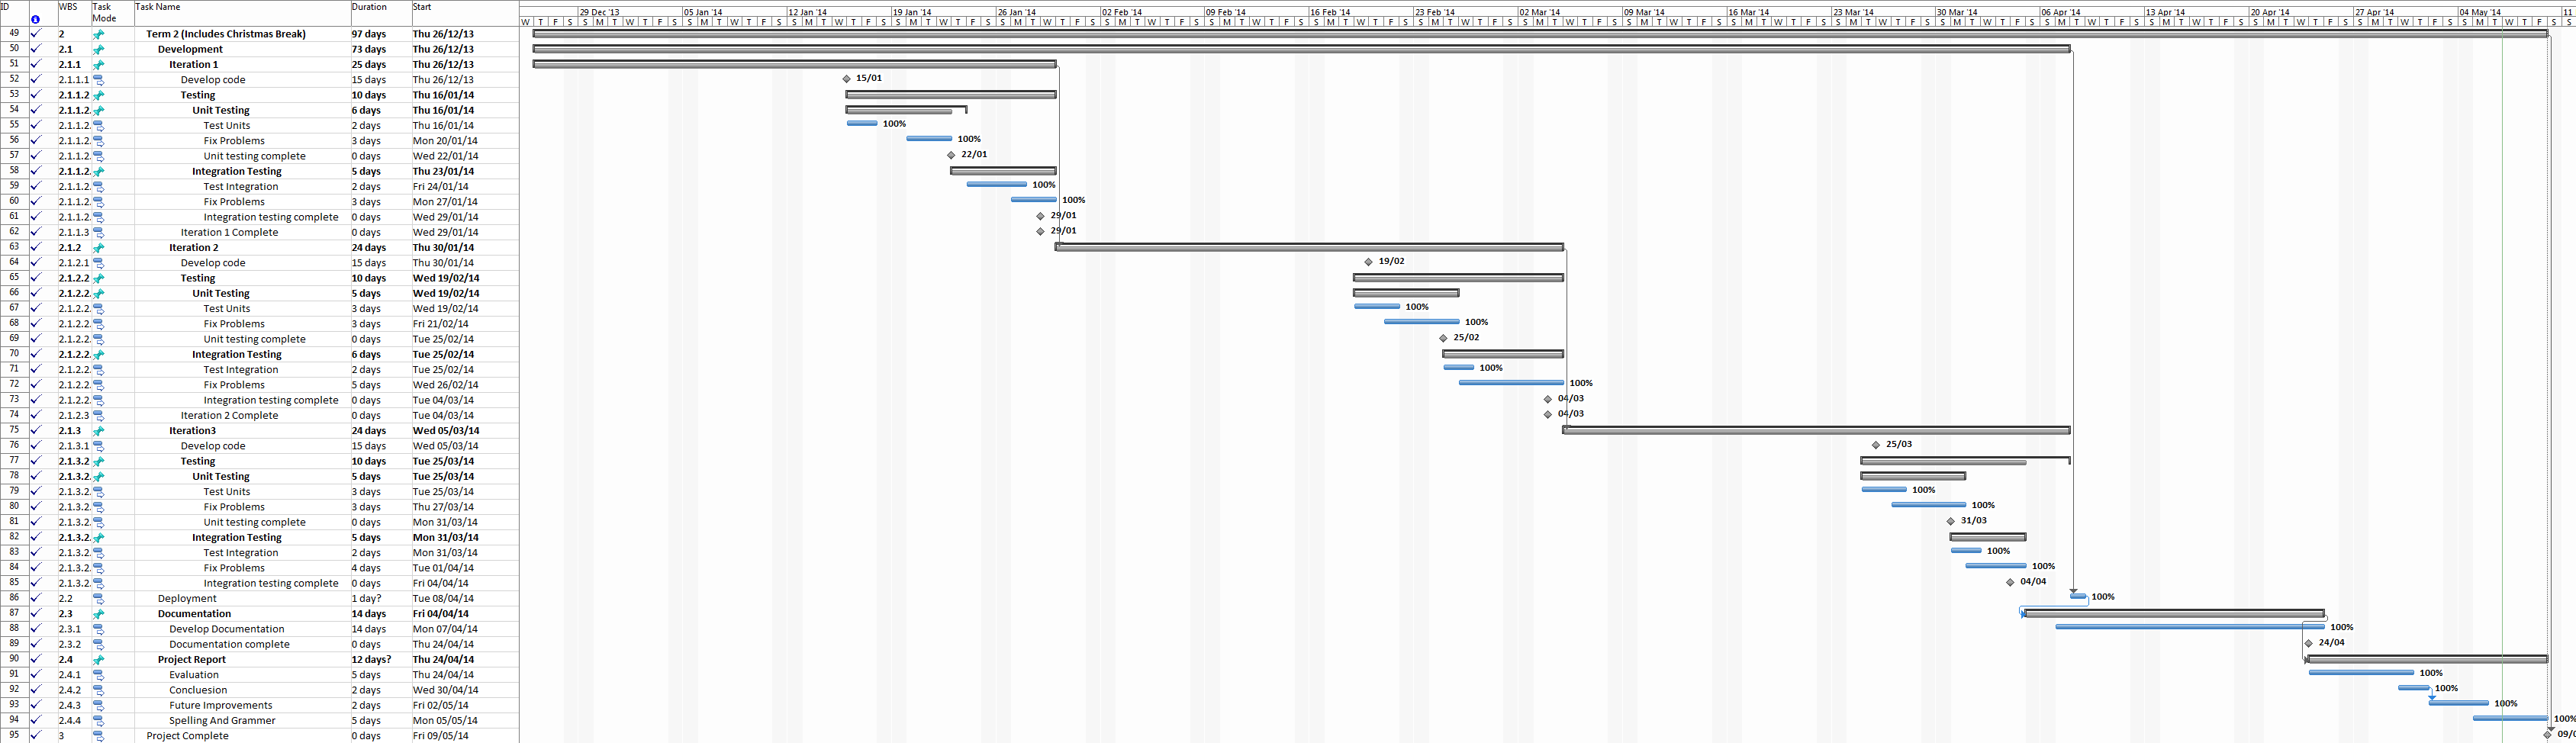 ID WBS Task Mode Task Name Duration Start 29 Dec '13 05 Jan '14 12 Jan '14 19 Jan '14 26 Jan '14 02 Feb '14 09 Feb '14 16 Feb '14 23 Feb '14 02 Mar '14 09 Mar '14 16 Mar '14 23 Mar '14 30 Mar '14 06 Apr '14 13 Apr '14 20 Apr '14 27 Apr '14 04 May '14 11
W T F S S M T W T F S S M T W T F S S M T W T F S S M T W T F S S M T W T F S S M T W T F S S M T W T F S S M T W T F S S M T W T F S S M T W T F S S M T W T F S S M T W T F S S M T W T F S S M T W T F S S M T W T F S S M T W T F S S M T W T F S S M T W T F S S M
49 2 Term 2 (Includes Christmas Break) 97 days Thu 26/12/13
50 2.1 Development 73 days Thu 26/12/13
51 2.1.1 Iteration 1 25 days Thu 26/12/13
52 2.1.1.1 Develop code 15 days Thu 26/12/13 15/01
53 2.1.1.2 Testing 10 days Thu 16/01/14
54 2.1.1.2. Unit Testing 6 days Thu 16/01/14
55 2.1.1.2. Test Units 2 days Thu 16/01/14 100%
56 2.1.1.2. Fix Problems 3 days Mon 20/01/14 100%
57 2.1.1.2. Unit testing complete 0 days Wed 22/01/14 22/01
58 2.1.1.2. Integration Testing 5 days Thu 23/01/14
59 2.1.1.2. Test Integration 2 days Fri 24/01/14 100%
60 2.1.1.2. Fix Problems 3 days Mon 27/01/14 100%
61 2.1.1.2. Integration testing complete 0 days Wed 29/01/14 29/01
62 2.1.1.3 Iteration 1 Complete 0 days Wed 29/01/14 29/01
63 2.1.2 Iteration 2 24 days Thu 30/01/14
64 2.1.2.1 Develop code 15 days Thu 30/01/14 19/02
65 2.1.2.2 Testing 10 days Wed 19/02/14
66 2.1.2.2. Unit Testing 5 days Wed 19/02/14
67 2.1.2.2. Test Units 3 days Wed 19/02/14 100%
68 2.1.2.2. Fix Problems 3 days Fri 21/02/14 100%
69 2.1.2.2. Unit testing complete 0 days Tue 25/02/14 25/02
70 2.1.2.2. Integration Testing 6 days Tue 25/02/14
71 2.1.2.2. Test Integration 2 days Tue 25/02/14 100%
72 2.1.2.2. Fix Problems 5 days Wed 26/02/14 100%
73 2.1.2.2. Integration testing complete 0 days Tue 04/03/14 04/03
74 2.1.2.3 Iteration 2 Complete 0 days Tue 04/03/14 04/03
75 2.1.3 Iteration3 24 days Wed 05/03/14
76 2.1.3.1 Develop code 15 days Wed 05/03/14 25/03
77 2.1.3.2 Testing 10 days Tue 25/03/14
78 2.1.3.2. Unit Testing 5 days Tue 25/03/14
79 2.1.3.2. Test Units 3 days Tue 25/03/14 100%
80 2.1.3.2. Fix Problems 3 days Thu 27/03/14 100%
81 2.1.3.2. Unit testing complete 0 days Mon 31/03/14 31/03
82 2.1.3.2. Integration Testing 5 days Mon 31/03/14
83 2.1.3.2. Test Integration 2 days Mon 31/03/14 100%
84 2.1.3.2. Fix Problems 4 days Tue 01/04/14 100%
85 2.1.3.2. Integration testing complete 0 days Fri 04/04/14 04/04
86 2.2 Deployment 1 day? Tue 08/04/14 100%
87 2.3 Documentation 14 days Fri 04/04/14
88 2.3.1 Develop Documentation 14 days Mon 07/04/14 100%
89 2.3.2 Documentation complete 0 days Thu 24/04/14 24/04
90 2.4 Project Report 12 days? Thu 24/04/14
91 2.4.1 Evaluation 5 days Thu 24/04/14 100%
92 2.4.2 Concluesion 2 days Wed 30/04/14 100%
93 2.4.3 Future Improvements 2 days Fri 02/05/14 100%
94 2.4.4 Spelling And Grammer 5 days Mon 05/05/14 100%
95 3 Project Complete 0 days Fri 09/05/14